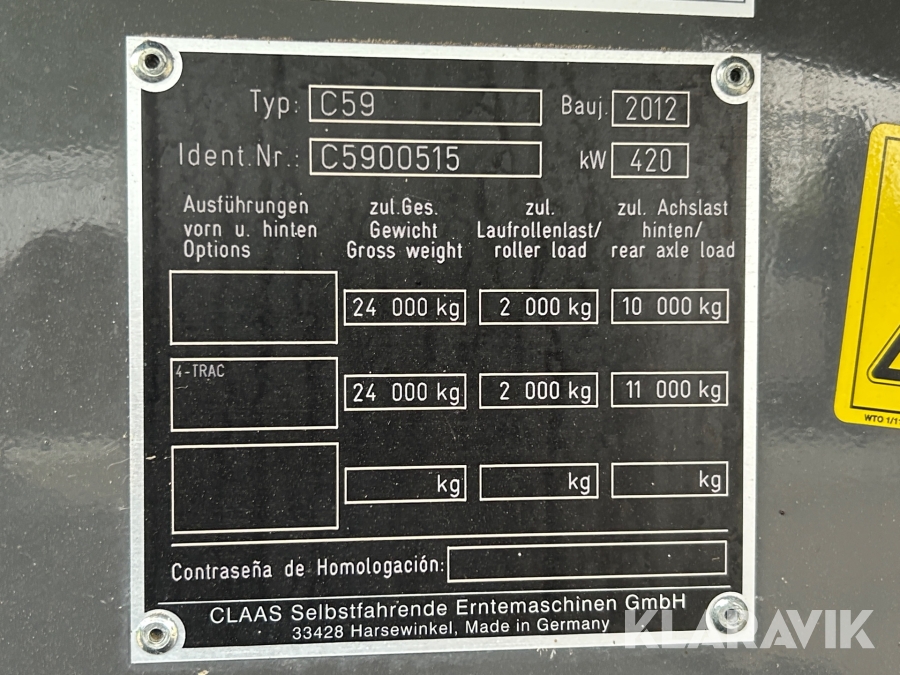 Typ: C59 Bauj. 2012
Ident.Nr.: C5900515 kW 420
Ausführungen vorn u. hinten Options
zul.Ges. Gewicht Gross weight
zul. Laufrollenlast/ roller load
zul. Achslast hinten/ rear axle load
24 000 kg 2 000 kg 10 000 kg
4-TRAC
24 000 kg 2 000 kg 11 000 kg
kg kg kg
Contraseña de Homologación:
CLAAS Selbstfahrende Erntemaschinen GmbH
33428 Harsewinkel, Made in Germany
KLARAVIK